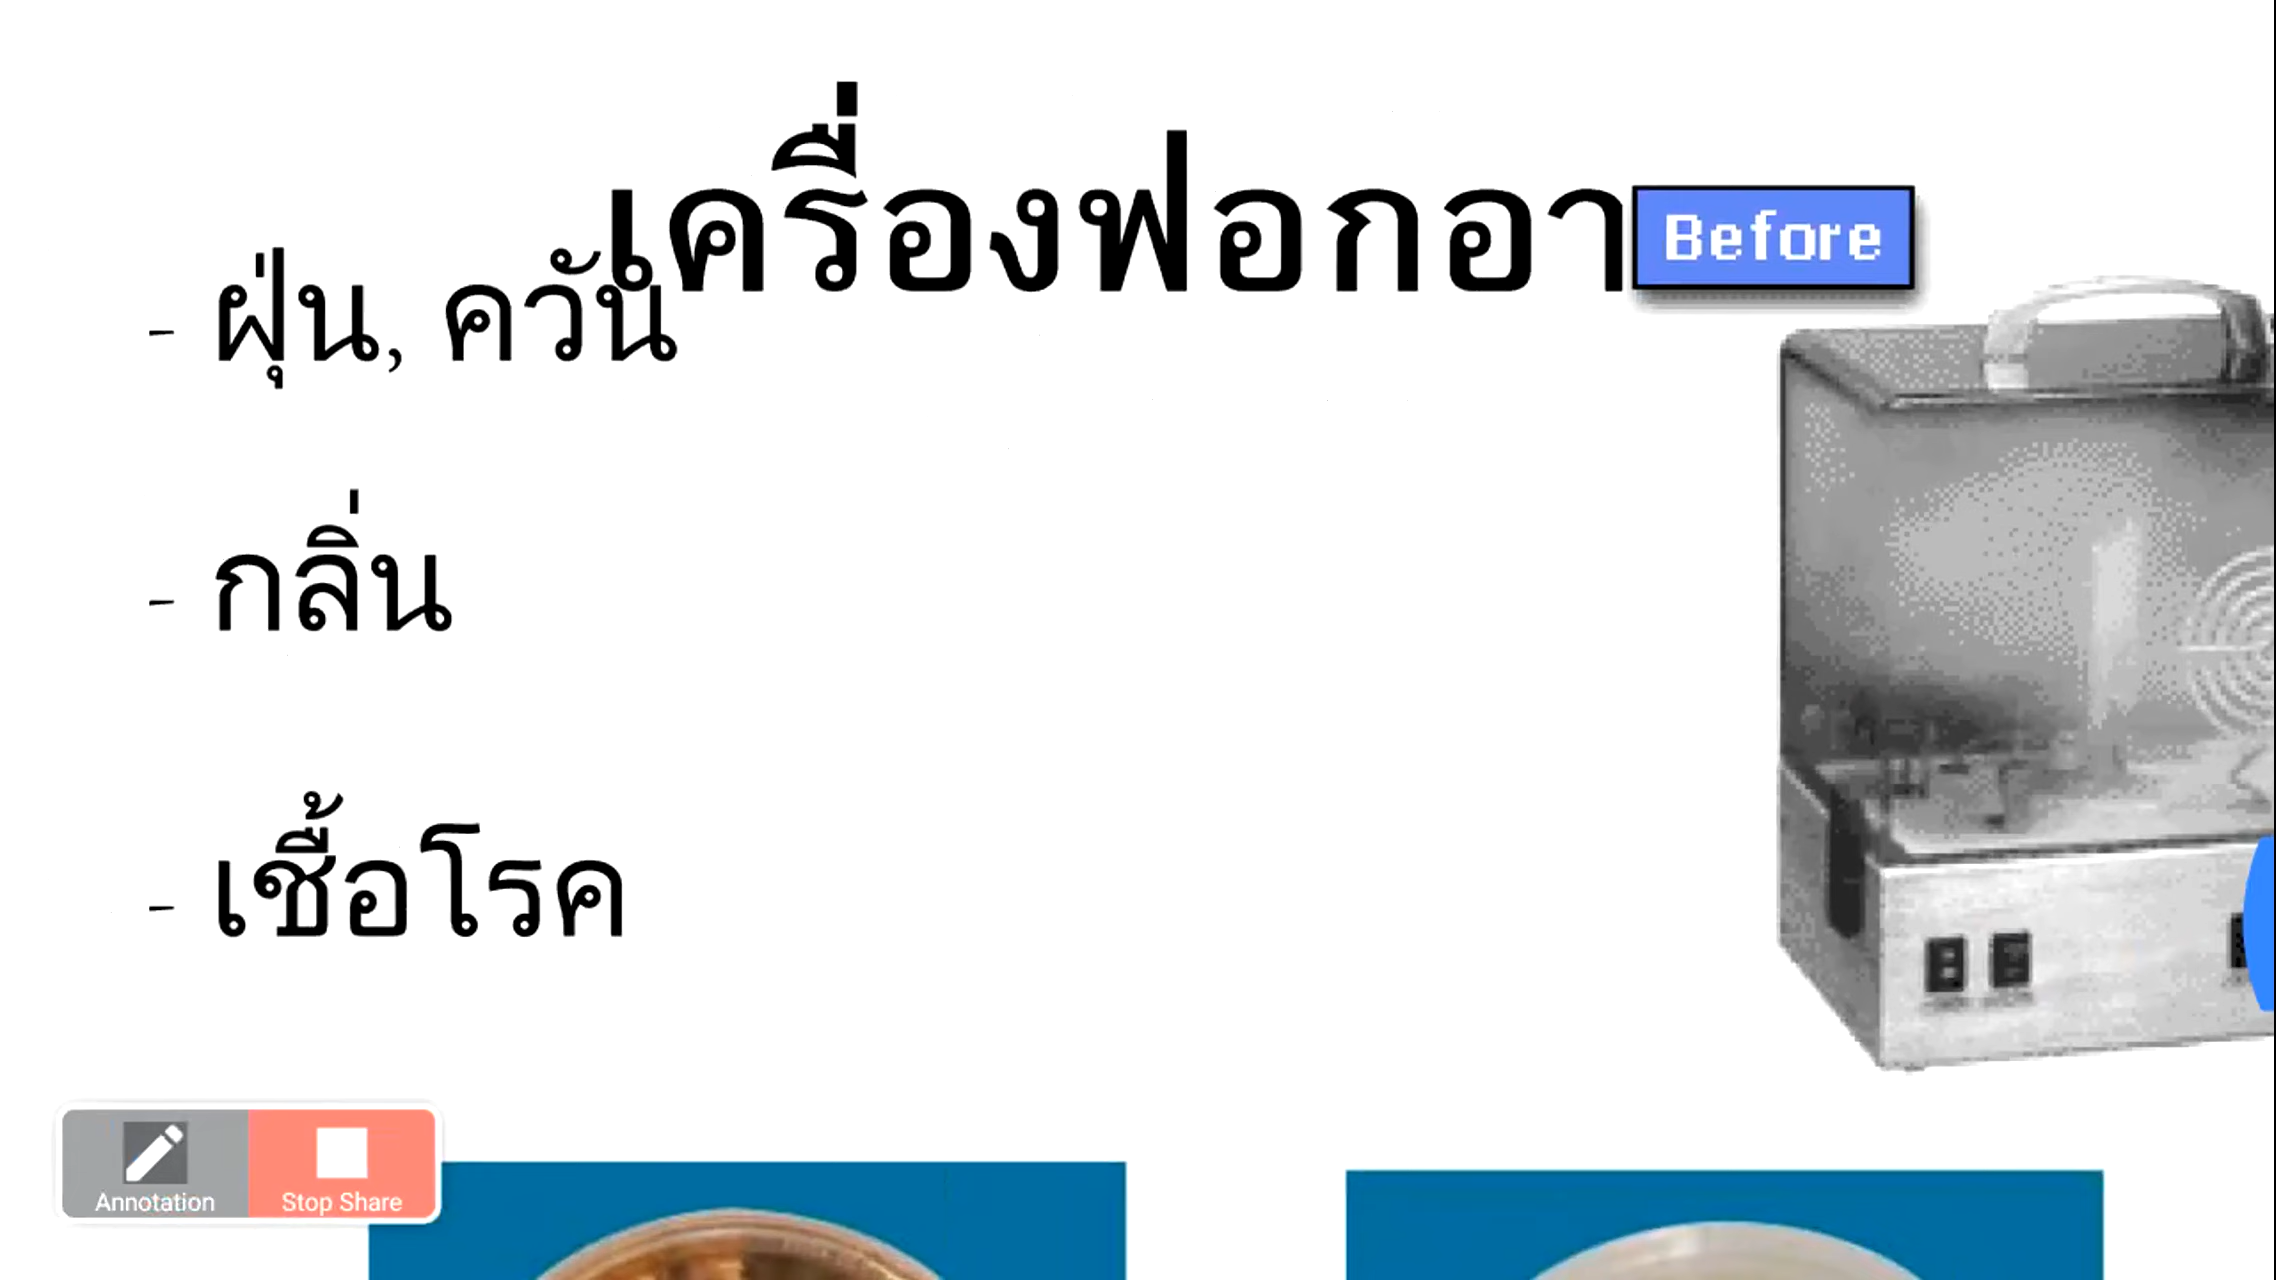 เครื่องฟอกอา
Before
- ฝุ่น, ควัน
- กลิ่น
- เชื้อโรค
Annotation
Stop Share